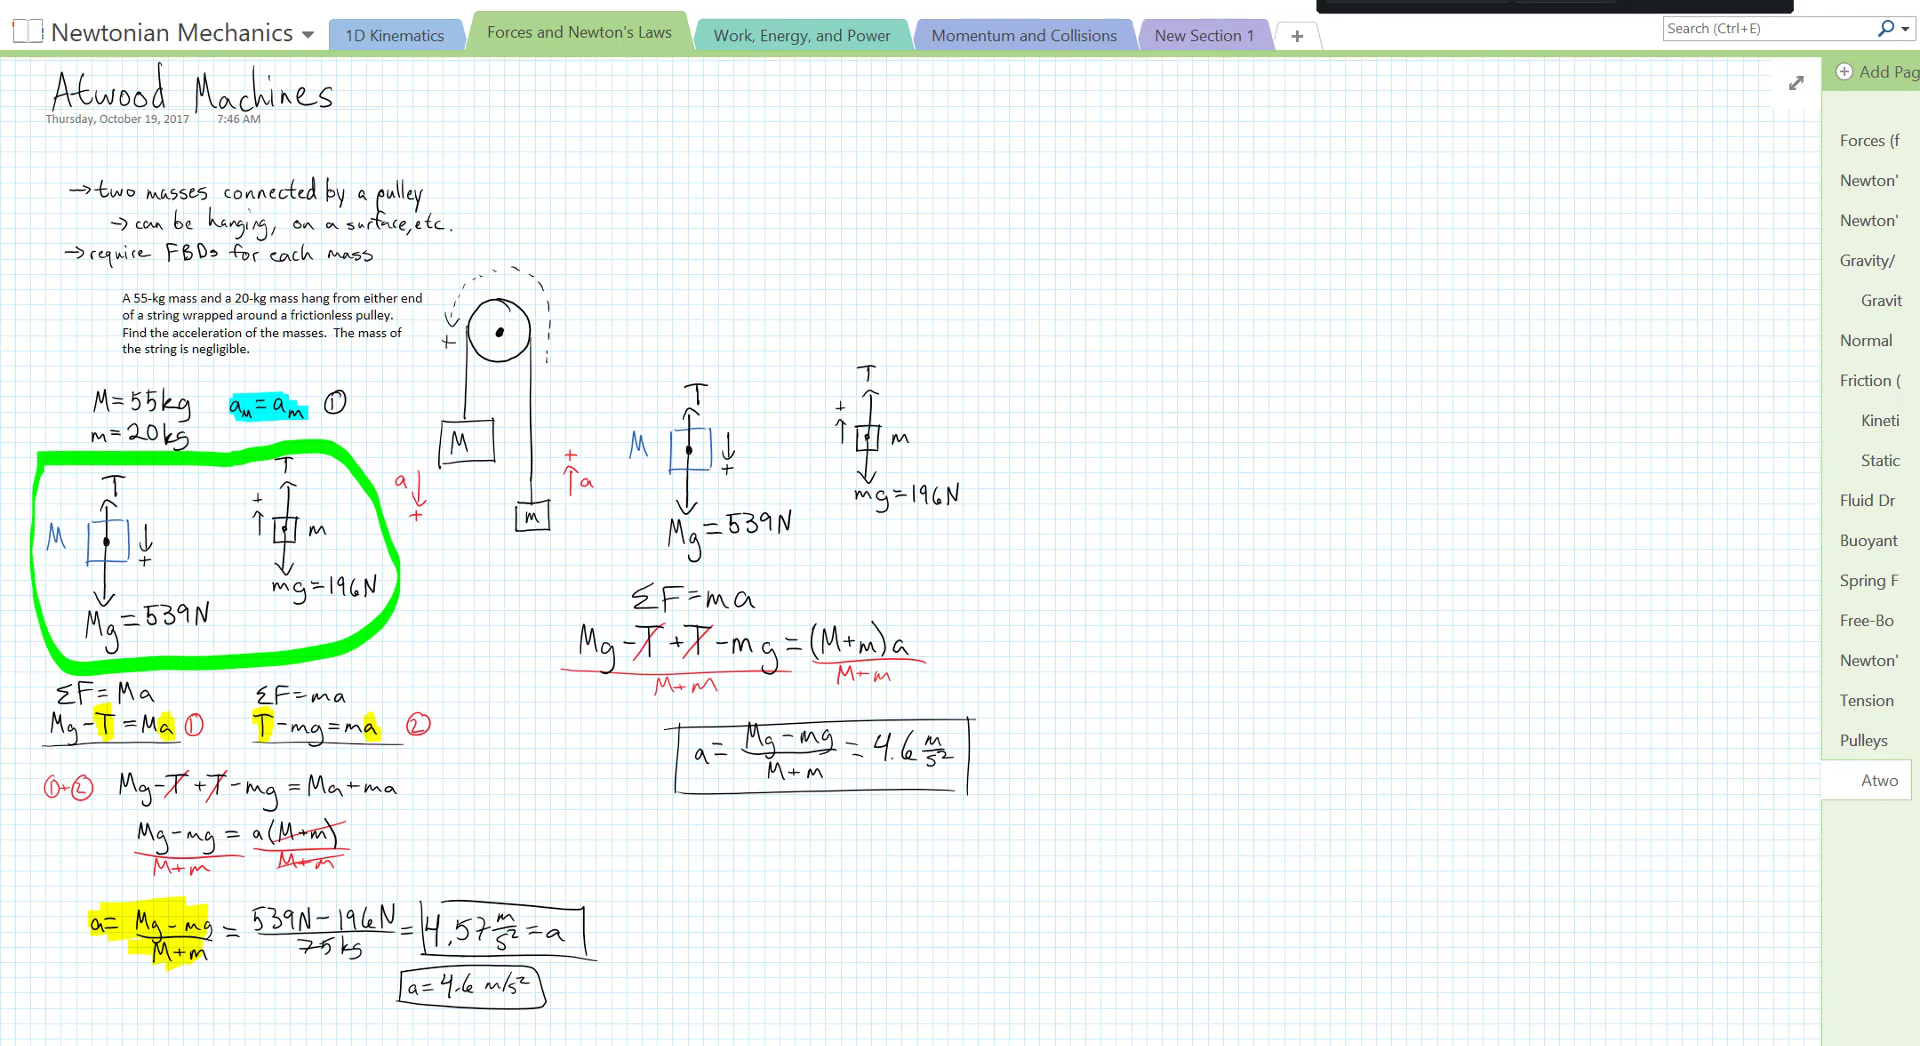 Newtonian Mechanics
1D Kinematics
Forces and Newton's Laws
Work, Energy, and Power
Momentum and Collisions
New Section 1
+
Search (Ctrl+E)
Add Pag
Atwood Machines
Thursday, October 19, 2017 7:46 AM
→ two masses connected by a pulley
→ can be hanging, on a surface, etc.
→ require FBDs for each mass
A 55-kg mass and a 20-kg mass hang from either end
of a string wrapped around a frictionless pulley.
Find the acceleration of the masses. The mass of
the string is negligible.
M = 55kg
m = 20kg
a_M = a_m ①
T
M
+
Mg = 539N
T
+
m
mg = 196N
+
M
m
a
+
+
a
T
M
+
Mg = 539N
T
+
m
mg = 196N
ΣF = Ma
Mg - T = Ma ①
ΣF = ma
T - mg = ma ②
①+② Mg - T + T - mg = Ma + ma
Mg - mg = a(M+m)
M+m M+m
a = (Mg - mg)/(M+m) = (539N - 196N)/(75kg) = 4.57 m/s² = a
a = 4.6 m/s²
ΣF = ma
Mg - T + T - mg = (M+m)a
M+m M+m
a = (Mg - mg)/(M+m) = 4.6 m/s²
Forces (f
Newton'
Newton'
Gravity/
Gravit
Normal
Friction (
Kineti
Static
Fluid Dr
Buoyant
Spring F
Free-Bo
Newton'
Tension
Pulleys
Atwo